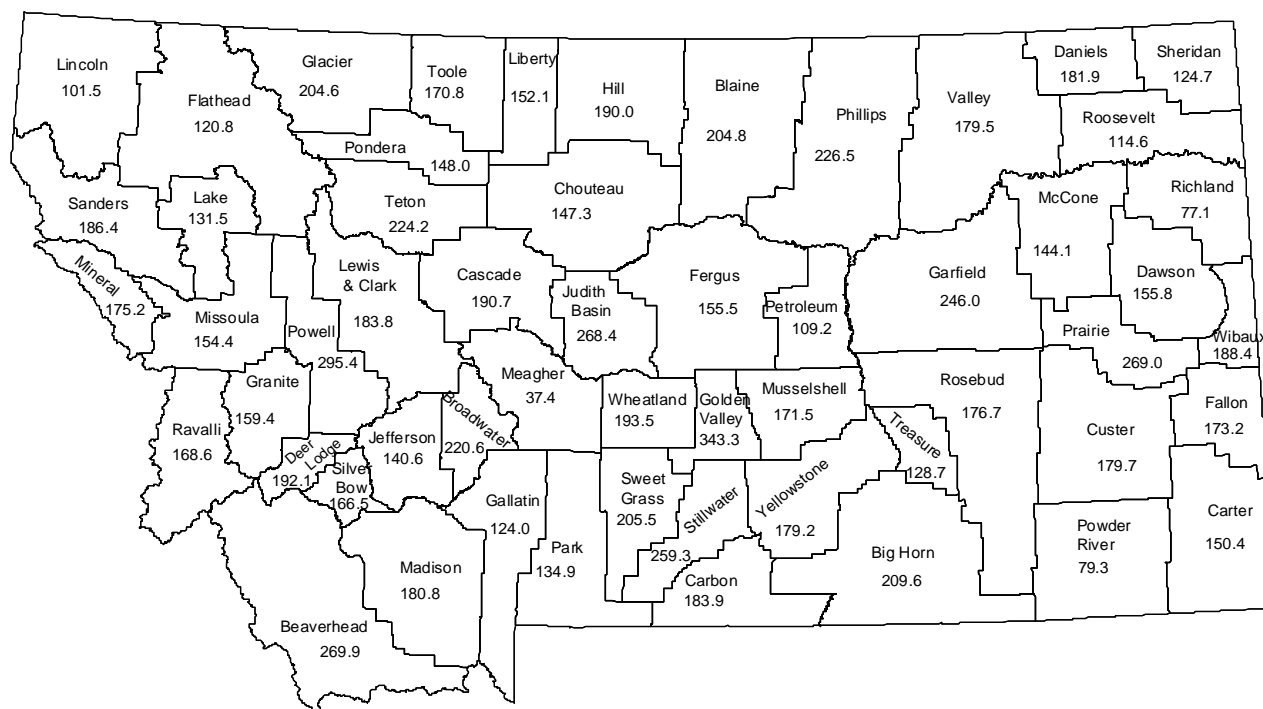 Lincoln
101.5
Flathead
120.8
Glacier
204.6
Toole
170.8
Liberty
152.1
Hill
190.0
Blaine
204.8
Phillips
226.5
Valley
179.5
Daniels
181.9
Sheridan
124.7
Roosevelt
114.6
Pondera
148.0
Sanders
186.4
Lake
131.5
Teton
224.2
Chouteau
147.3
McCone
144.1
Richland
77.1
Mineral
175.2
Missoula
154.4
Powell
295.4
Lewis
& Clark
183.8
Cascade
190.7
Judith
Basin
268.4
Fergus
155.5
Petroleum
109.2
Garfield
246.0
Dawson
155.8
Prairie
269.0
Wibaux
188.4
Ravalli
168.6
Granite
159.4
Deer
Lodge
192.1
Silver
Bow
166.5
Jefferson
140.6
Broadwater
220.6
Meagher
37.4
Wheatland
193.5
Golden
Valley
343.3
Musselshell
171.5
Rosebud
176.7
Treasure
128.7
Custer
179.7
Fallon
173.2
Beaverhead
269.9
Madison
180.8
Gallatin
124.0
Park
134.9
Sweet
Grass
205.5
Stillwater
259.3
Yellowstone
179.2
Carbon
183.9
Big Horn
209.6
Powder
River
79.3
Carter
150.4